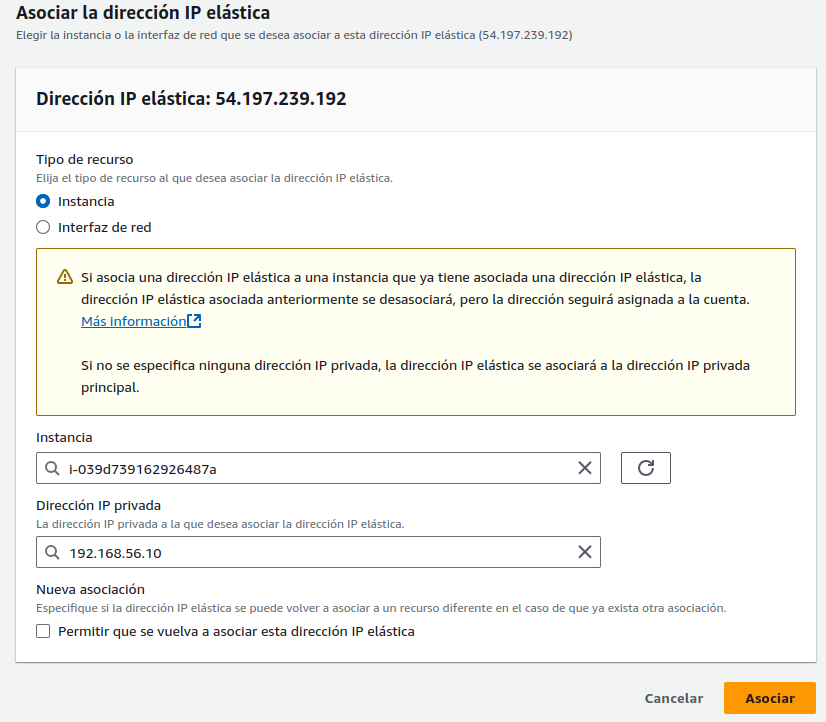 Asociar la dirección IP elástica
Elegir la instancia o la interfaz de red que se desea asociar a esta dirección IP elástica (54.197.239.192)
Dirección IP elástica: 54.197.239.192
Tipo de recurso
Elija el tipo de recurso al que desea asociar la dirección IP elástica.
Instancia
Interfaz de red
Si asocia una dirección IP elástica a una instancia que ya tiene asociada una dirección IP elástica, la
dirección IP elástica asociada anteriormente se desasociará, pero la dirección seguirá asignada a la cuenta.
Más información
Si no se especifica ninguna dirección IP privada, la dirección IP elástica se asociará a la dirección IP privada
principal.
Instancia
i-039d739162926487a
Dirección IP privada
La dirección IP privada a la que desea asociar la dirección IP elástica.
192.168.56.10
Nueva asociación
Especifique si la dirección IP elástica se puede volver a asociar a un recurso diferente en el caso de que ya exista otra asociación.
Permitir que se vuelva a asociar esta dirección IP elástica
Cancelar
Asociar